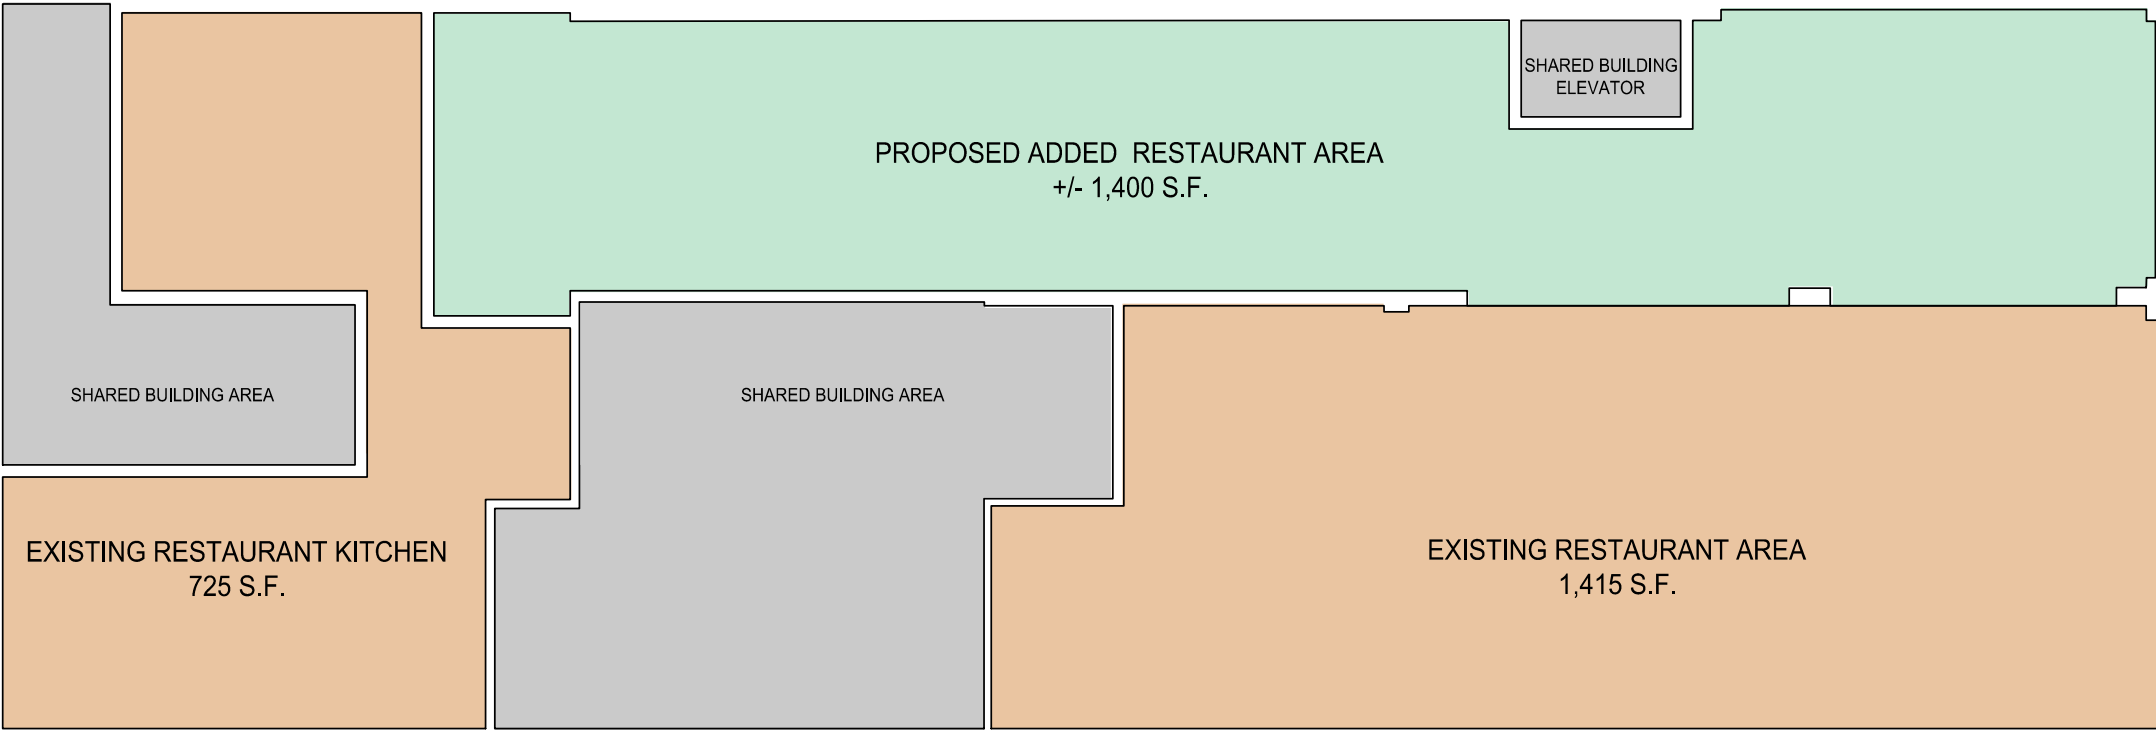 SHARED BUILDING
ELEVATOR
PROPOSED ADDED RESTAURANT AREA
+/- 1,400 S.F.
SHARED BUILDING AREA
SHARED BUILDING AREA
EXISTING RESTAURANT KITCHEN
725 S.F.
EXISTING RESTAURANT AREA
1,415 S.F.